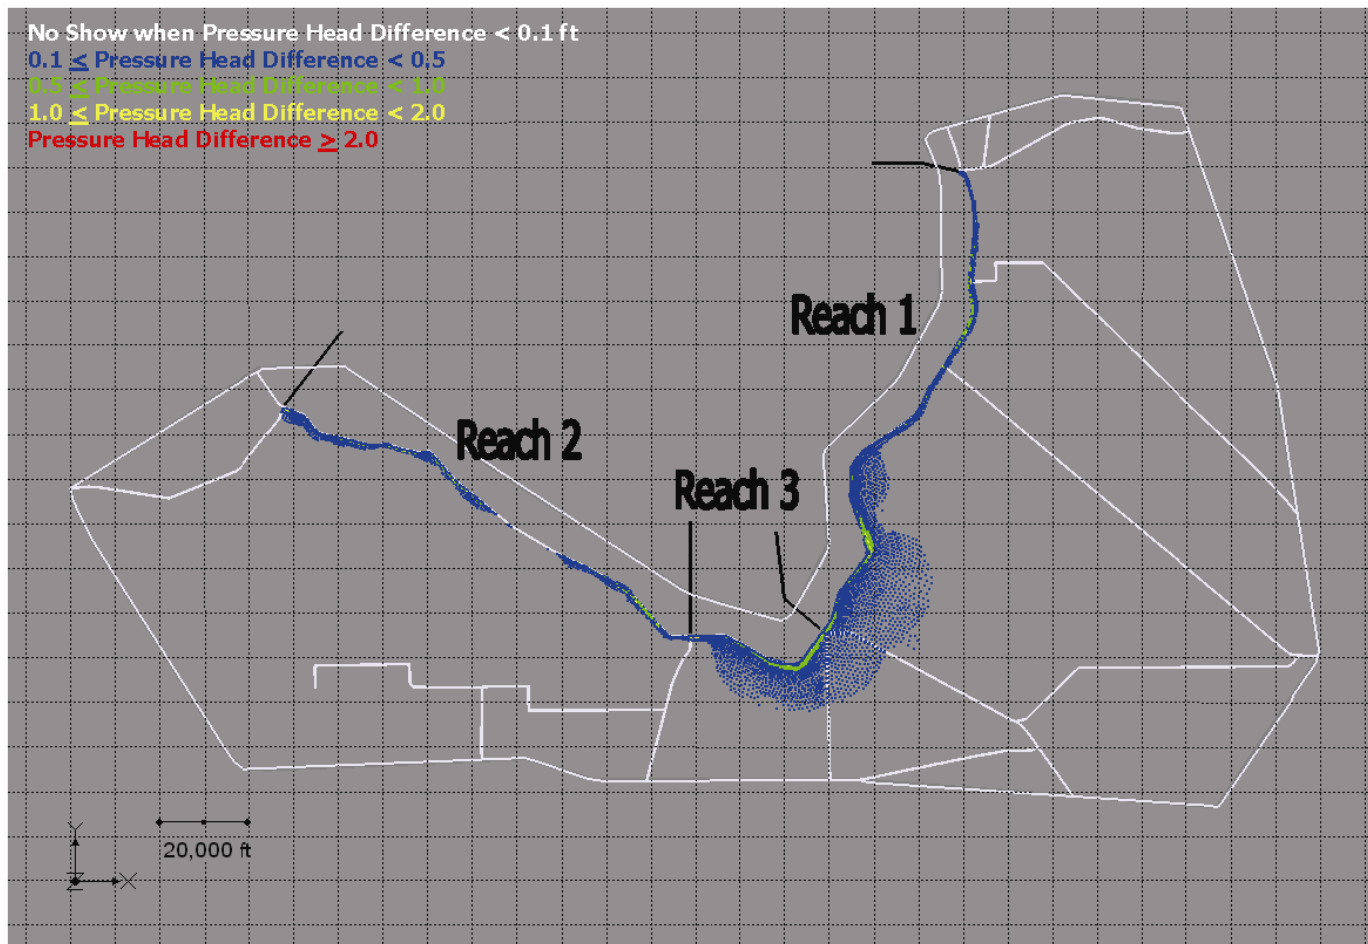 No Show when Pressure Head Difference < 0.1 ft
0.1 ≤ Pressure Head Difference < 0.5
0.5 ≤ Pressure Head Difference < 1.0
1.0 ≤ Pressure Head Difference < 2.0
Pressure Head Difference ≥ 2.0
Reach 1
Reach 2
Reach 3
20,000 ft
Y
Z
X